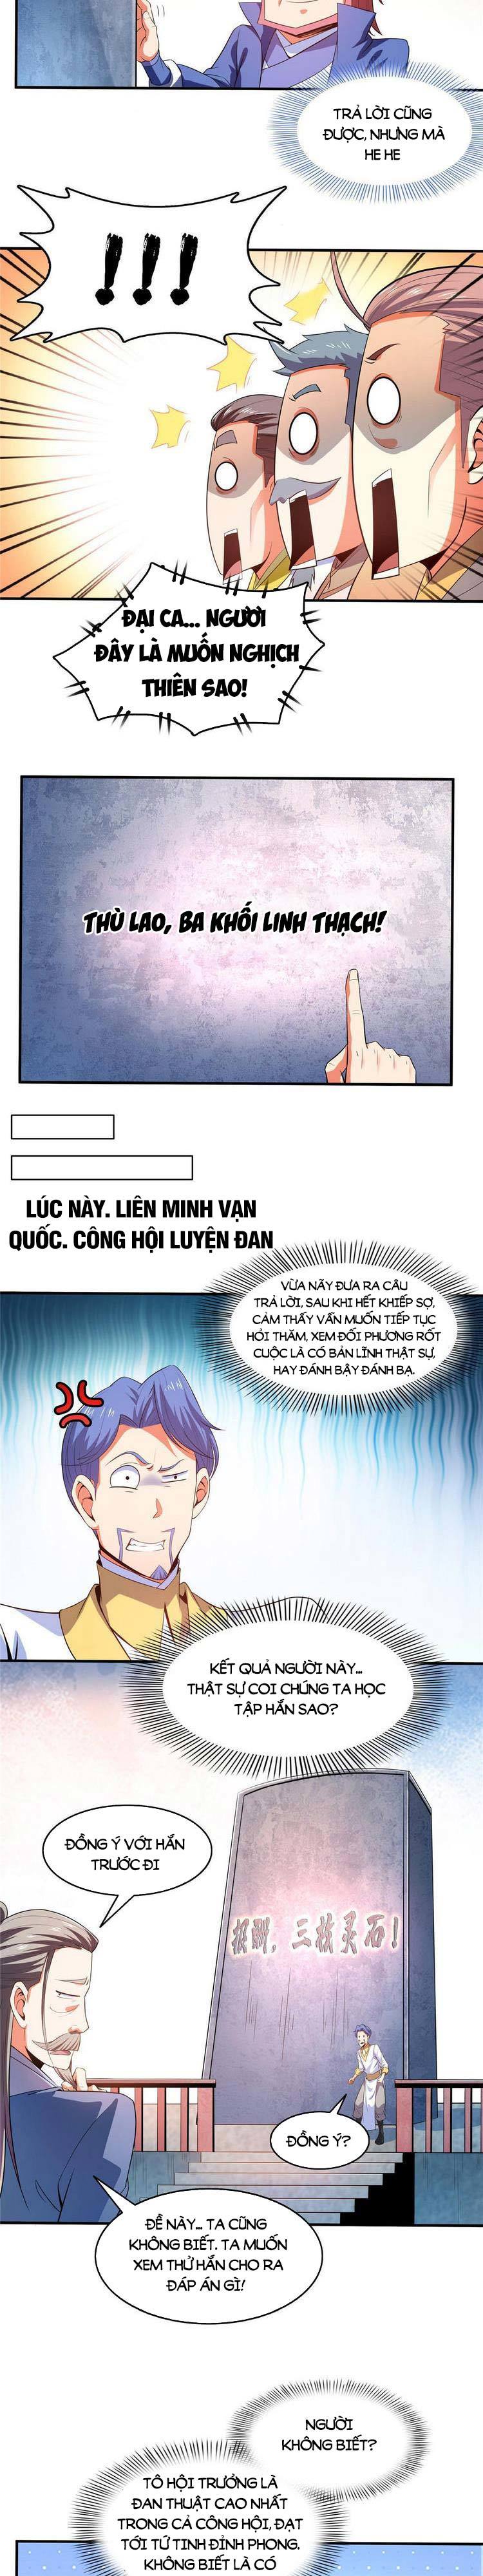 TRẢ LỜI CŨNG
ĐƯỢC, NHƯNG MÀ
HE HE
!!!
ĐẠI CA... NGƯƠI
ĐÂY LÀ MUỐN NGHỊCH
THIÊN SAO!
THÙ LAO, BA KHỐI LINH THẠCH!
LÚC NÀY. LIÊN MINH VẠN
QUỐC. CÔNG HỘI LUYỆN ĐAN
VỪA NÃY ĐƯA RA CÂU
TRẢ LỜI, SAU KHI HẾT KHIẾP SỢ,
CẢM THẤY VẪN MUỐN TIẾP TỤC
HỎI THĂM, XEM ĐỐI PHƯƠNG RỐT
CUỘC LÀ CÓ BẢN LĨNH THẬT SỰ,
HAY ĐÁNH BẬY ĐÁNH BẠ.
KẾT QUẢ NGƯỜI NÀY...
THẬT SỰ COI CHÚNG TA HỌC
TẬP HẮN SAO?
ĐỒNG Ý VỚI HẮN
TRƯỚC ĐI
报酬，三枚灵石！
ĐỒNG Ý?
ĐỀ NÀY... TA CŨNG
KHÔNG BIẾT. TA MUỐN
XEM THỬ HẮN CHO RA
ĐÁP ÁN GÌ!
NGƯƠI
KHÔNG BIẾT?
TÔ HỘI TRƯỞNG LÀ
ĐAN THUẬT CAO NHẤT
TRONG CẢ CÔNG HỘI, ĐẠT
TỚI TỨ TINH ĐỈNH PHONG.
KHÔNG BIẾT LÀ CÓ